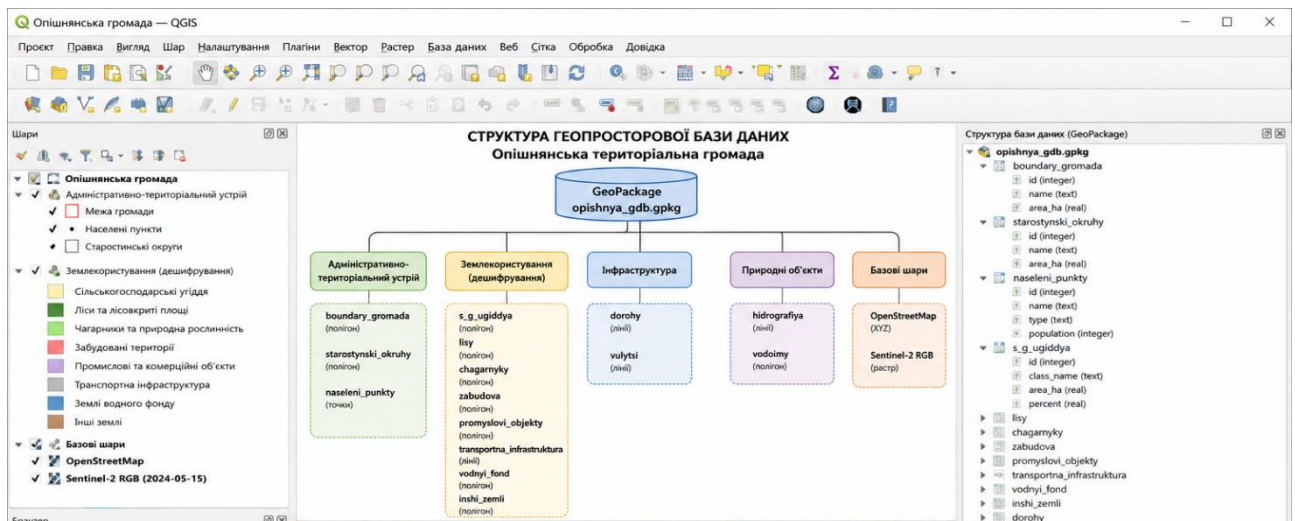 Опішнянська громада — QGIS
Проєкт Правка Вигляд Шар Налаштування Плагіни Вектор Растер База даних Веб Сітка Обробка Довідка
Шари
Опішнянська громада
Адміністративно-територіальний устрій
Межа громади
Населені пункти
Старостинські округи
Землекористування (дешифрування)
Сільськогосподарські угіддя
Ліси та лісовкриті площі
Чагарники та природна рослинність
Забудовані території
Промислові та комерційні об'єкти
Транспортна інфраструктура
Землі водного фонду
Інші землі
Базові шари
OpenStreetMap
Sentinel-2 RGB (2024-05-15)
СТРУКТУРА ГЕОПРОСТОРОВОЇ БАЗИ ДАНИХ
Опішнянська територіальна громада
GeoPackage
opishnya_gdb.gpkg
Адміністративно-
територіальний устрій
boundary_gromada
(полігон)
starostynski_okruhy
(полігон)
naseleni_punkty
(точки)
Землекористування
(дешифрування)
s_g_ugiddya
(полігон)
lisy
(полігон)
chagarnyky
(полігон)
zabudova
(полігон)
promyslovi_objekty
(полігон)
transportna_infrastruktura
(лінії)
vodnyi_fond
(полігон)
inshi_zemli
(полігон)
Інфраструктура
dorohy
(лінії)
vulytsi
(лінії)
Природні об'єкти
hidrografiya
(лінії)
vodoimy
(полігон)
Базові шари
OpenStreetMap
(XYZ)
Sentinel-2 RGB
(растр)
Структура бази даних (GeoPackage)
opishnya_gdb.gpkg
boundary_gromada
id (integer)
name (text)
area_ha (real)
starostynski_okruhy
id (integer)
name (text)
area_ha (real)
naseleni_punkty
id (integer)
name (text)
type (text)
population (integer)
s_g_ugiddya
id (integer)
class_name (text)
area_ha (real)
percent (real)
lisy
chagarnyky
zabudova
promyslovi_objekty
transportna_infrastruktura
vodnyi_fond
inshi_zemli
dorohy